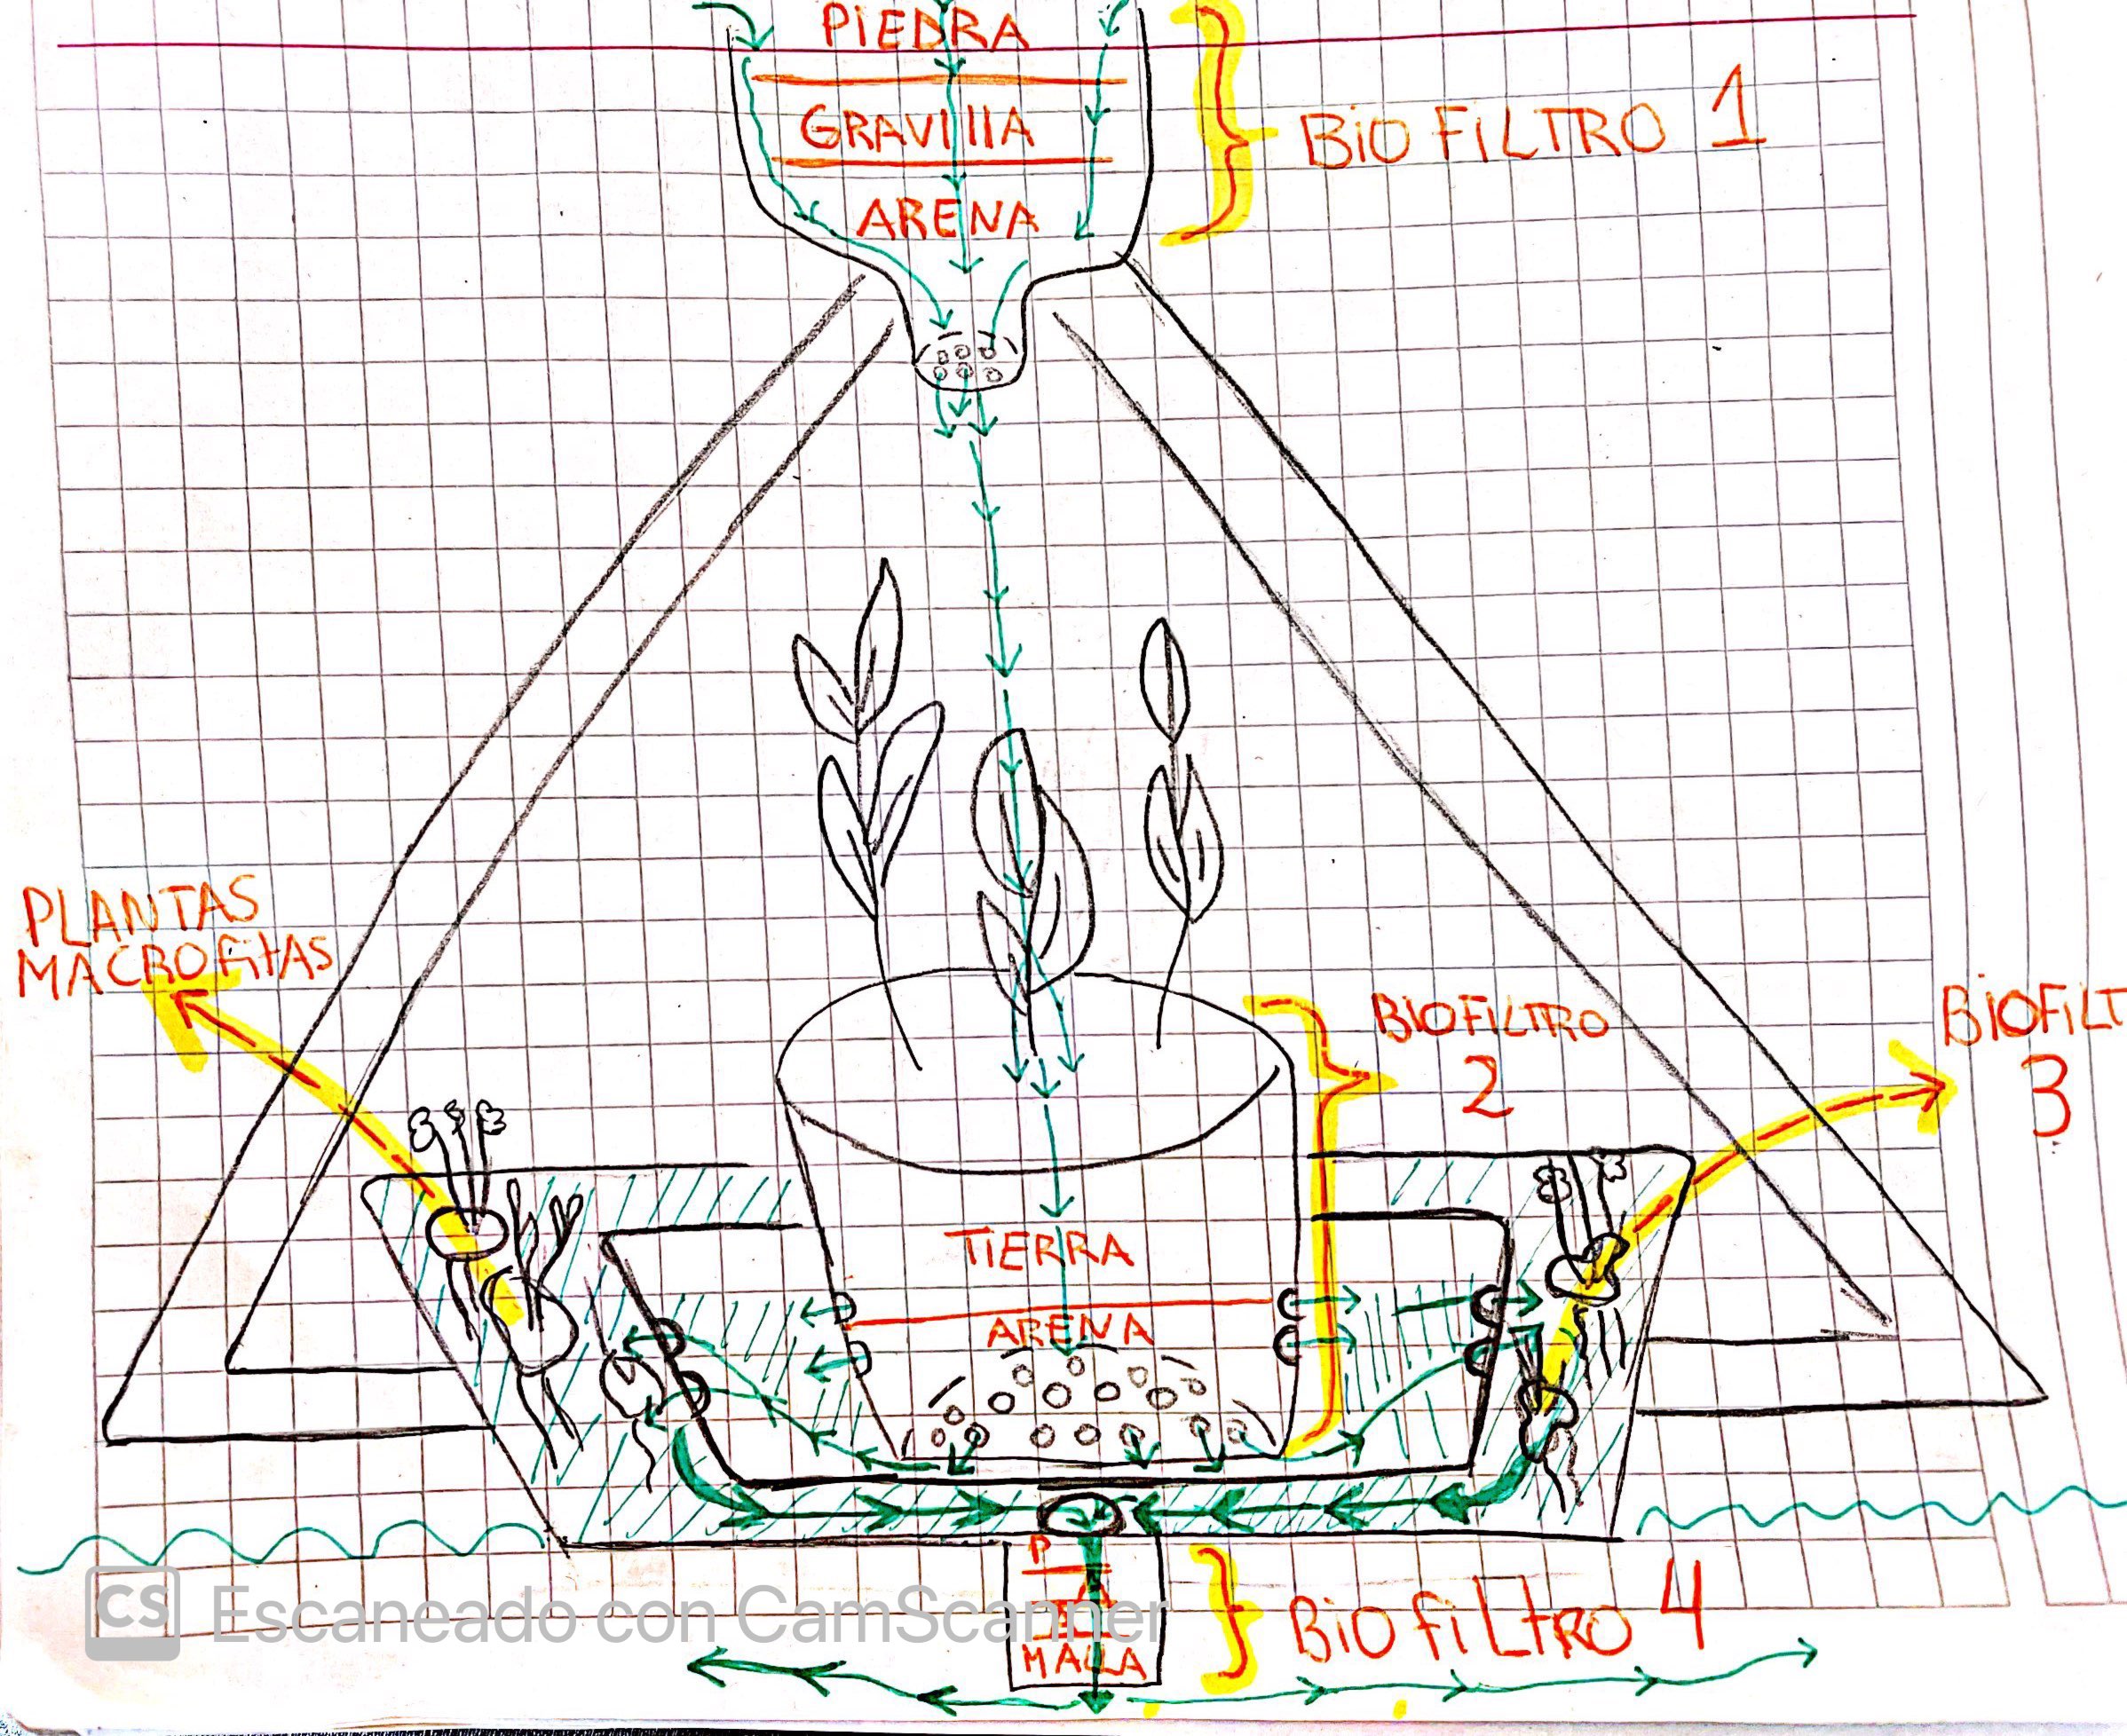 PIEDRA
GRAVIllA
ARENA
BIO FILTRO 1
PLANTAS
MACROfitAS
BIOFILTRO
2
BIOFILT
3
TIERRA
ARENA
P
MALLA
BIO fiLtRO 4
CS Escaneado con CamScanner